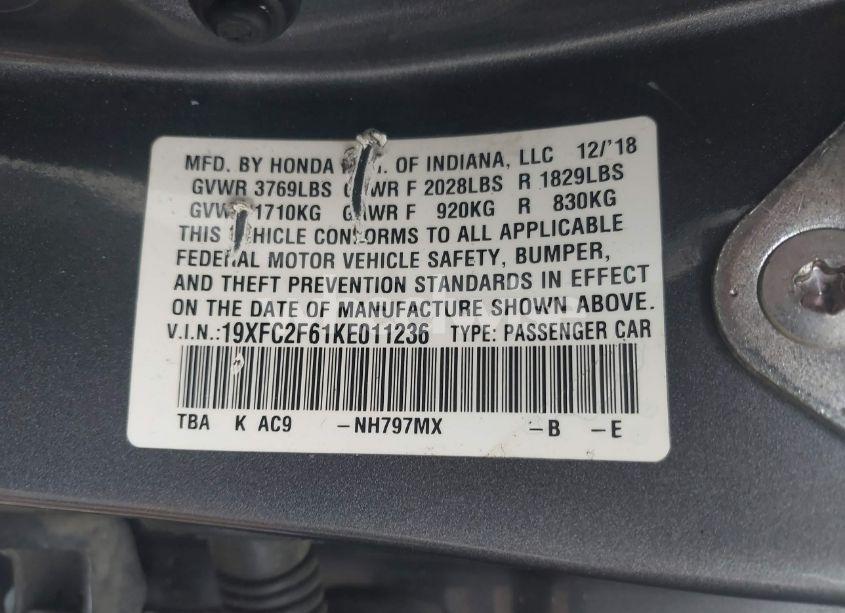 MFD. BY HONDA OF INDIANA, LLC 12/'18
GVWR 3769LBS GAWR F 2028LBS R 1829LBS
GVWR 1710KG GAWR F 920KG R 830KG
THIS VEHICLE CONFORMS TO ALL APPLICABLE
FEDERAL MOTOR VEHICLE SAFETY, BUMPER,
AND THEFT PREVENTION STANDARDS IN EFFECT
ON THE DATE OF MANUFACTURE SHOWN ABOVE.
V.I.N.:19XFC2F61KE011236 TYPE: PASSENGER CAR
TBA K AC9 -NH797MX -B -E